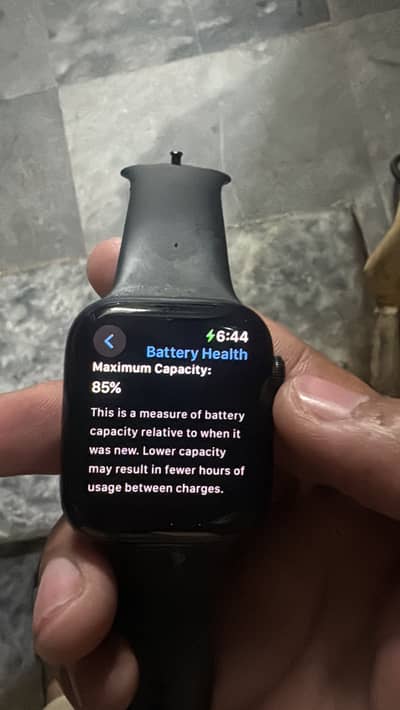 6:44
Battery Health
Maximum Capacity:
85%
This is a measure of battery
capacity relative to when it
was new. Lower capacity
may result in fewer hours of
usage between charges.